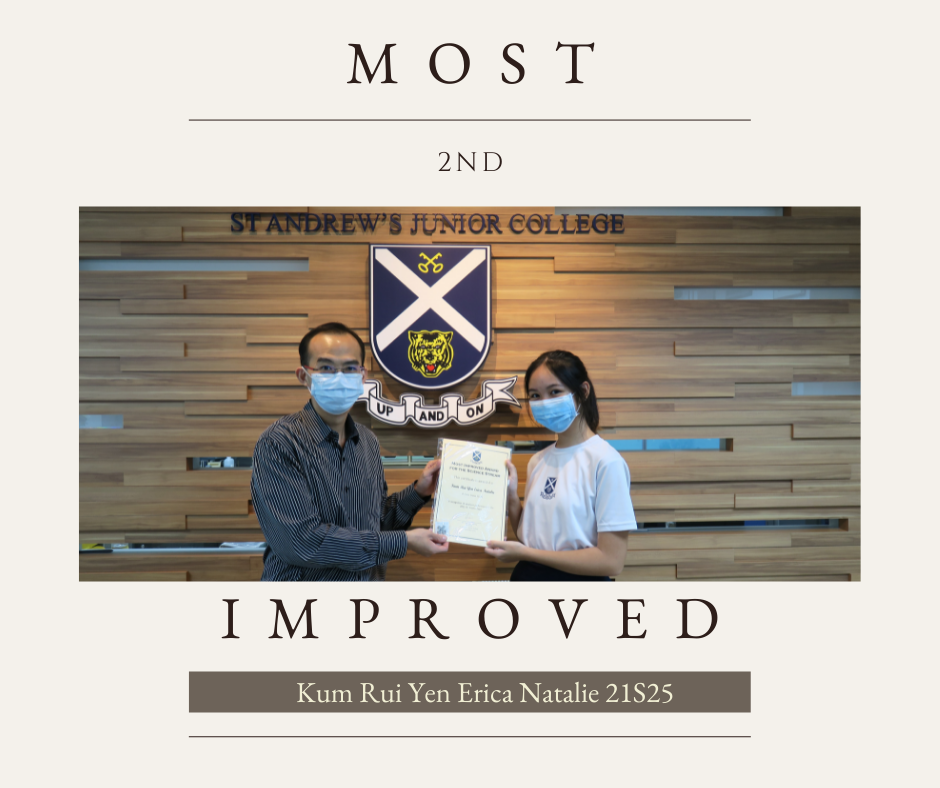 MOST
2ND
ST ANDREW'S JUNIOR COLLEGE
UP AND ON
IMPROVED
Kum Rui Yen Erica Natalie 21S25